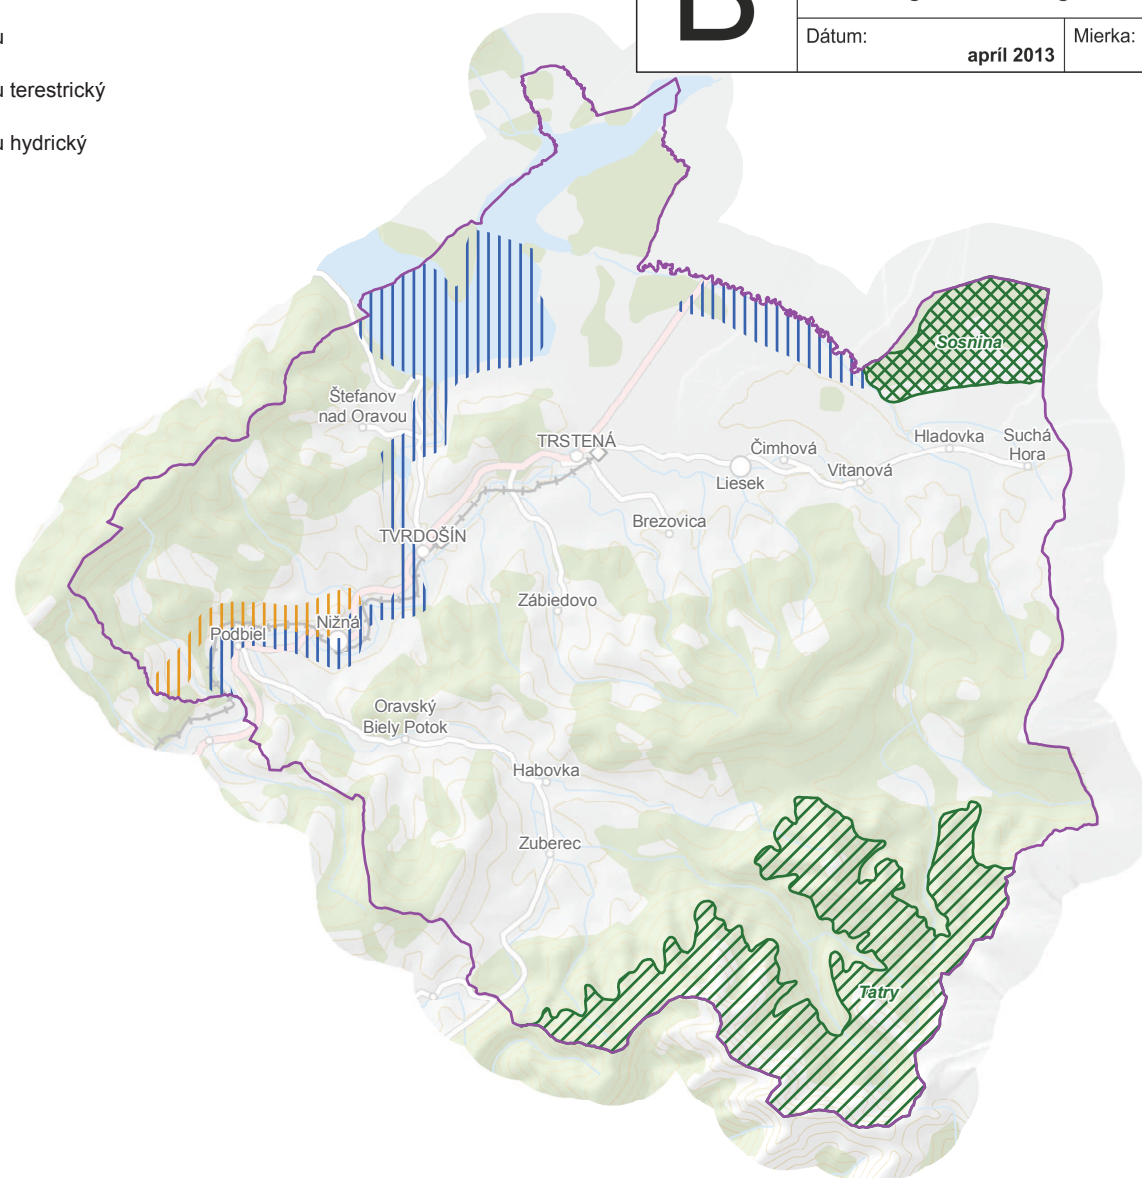 B
Dátum:
apríl 2013
Mierka:
u
u terestrický
u hydrický
Sosnina
Štefanov
nad Oravou
TRSTENÁ
Čimhová
Hladovka
Suchá
Hora
Liesek
Vitanová
Brezovica
TVRDOŠÍN
Zábiedovo
Nižná
Podbiel
Oravský
Biely Potok
Habovka
Zuberec
Tatry